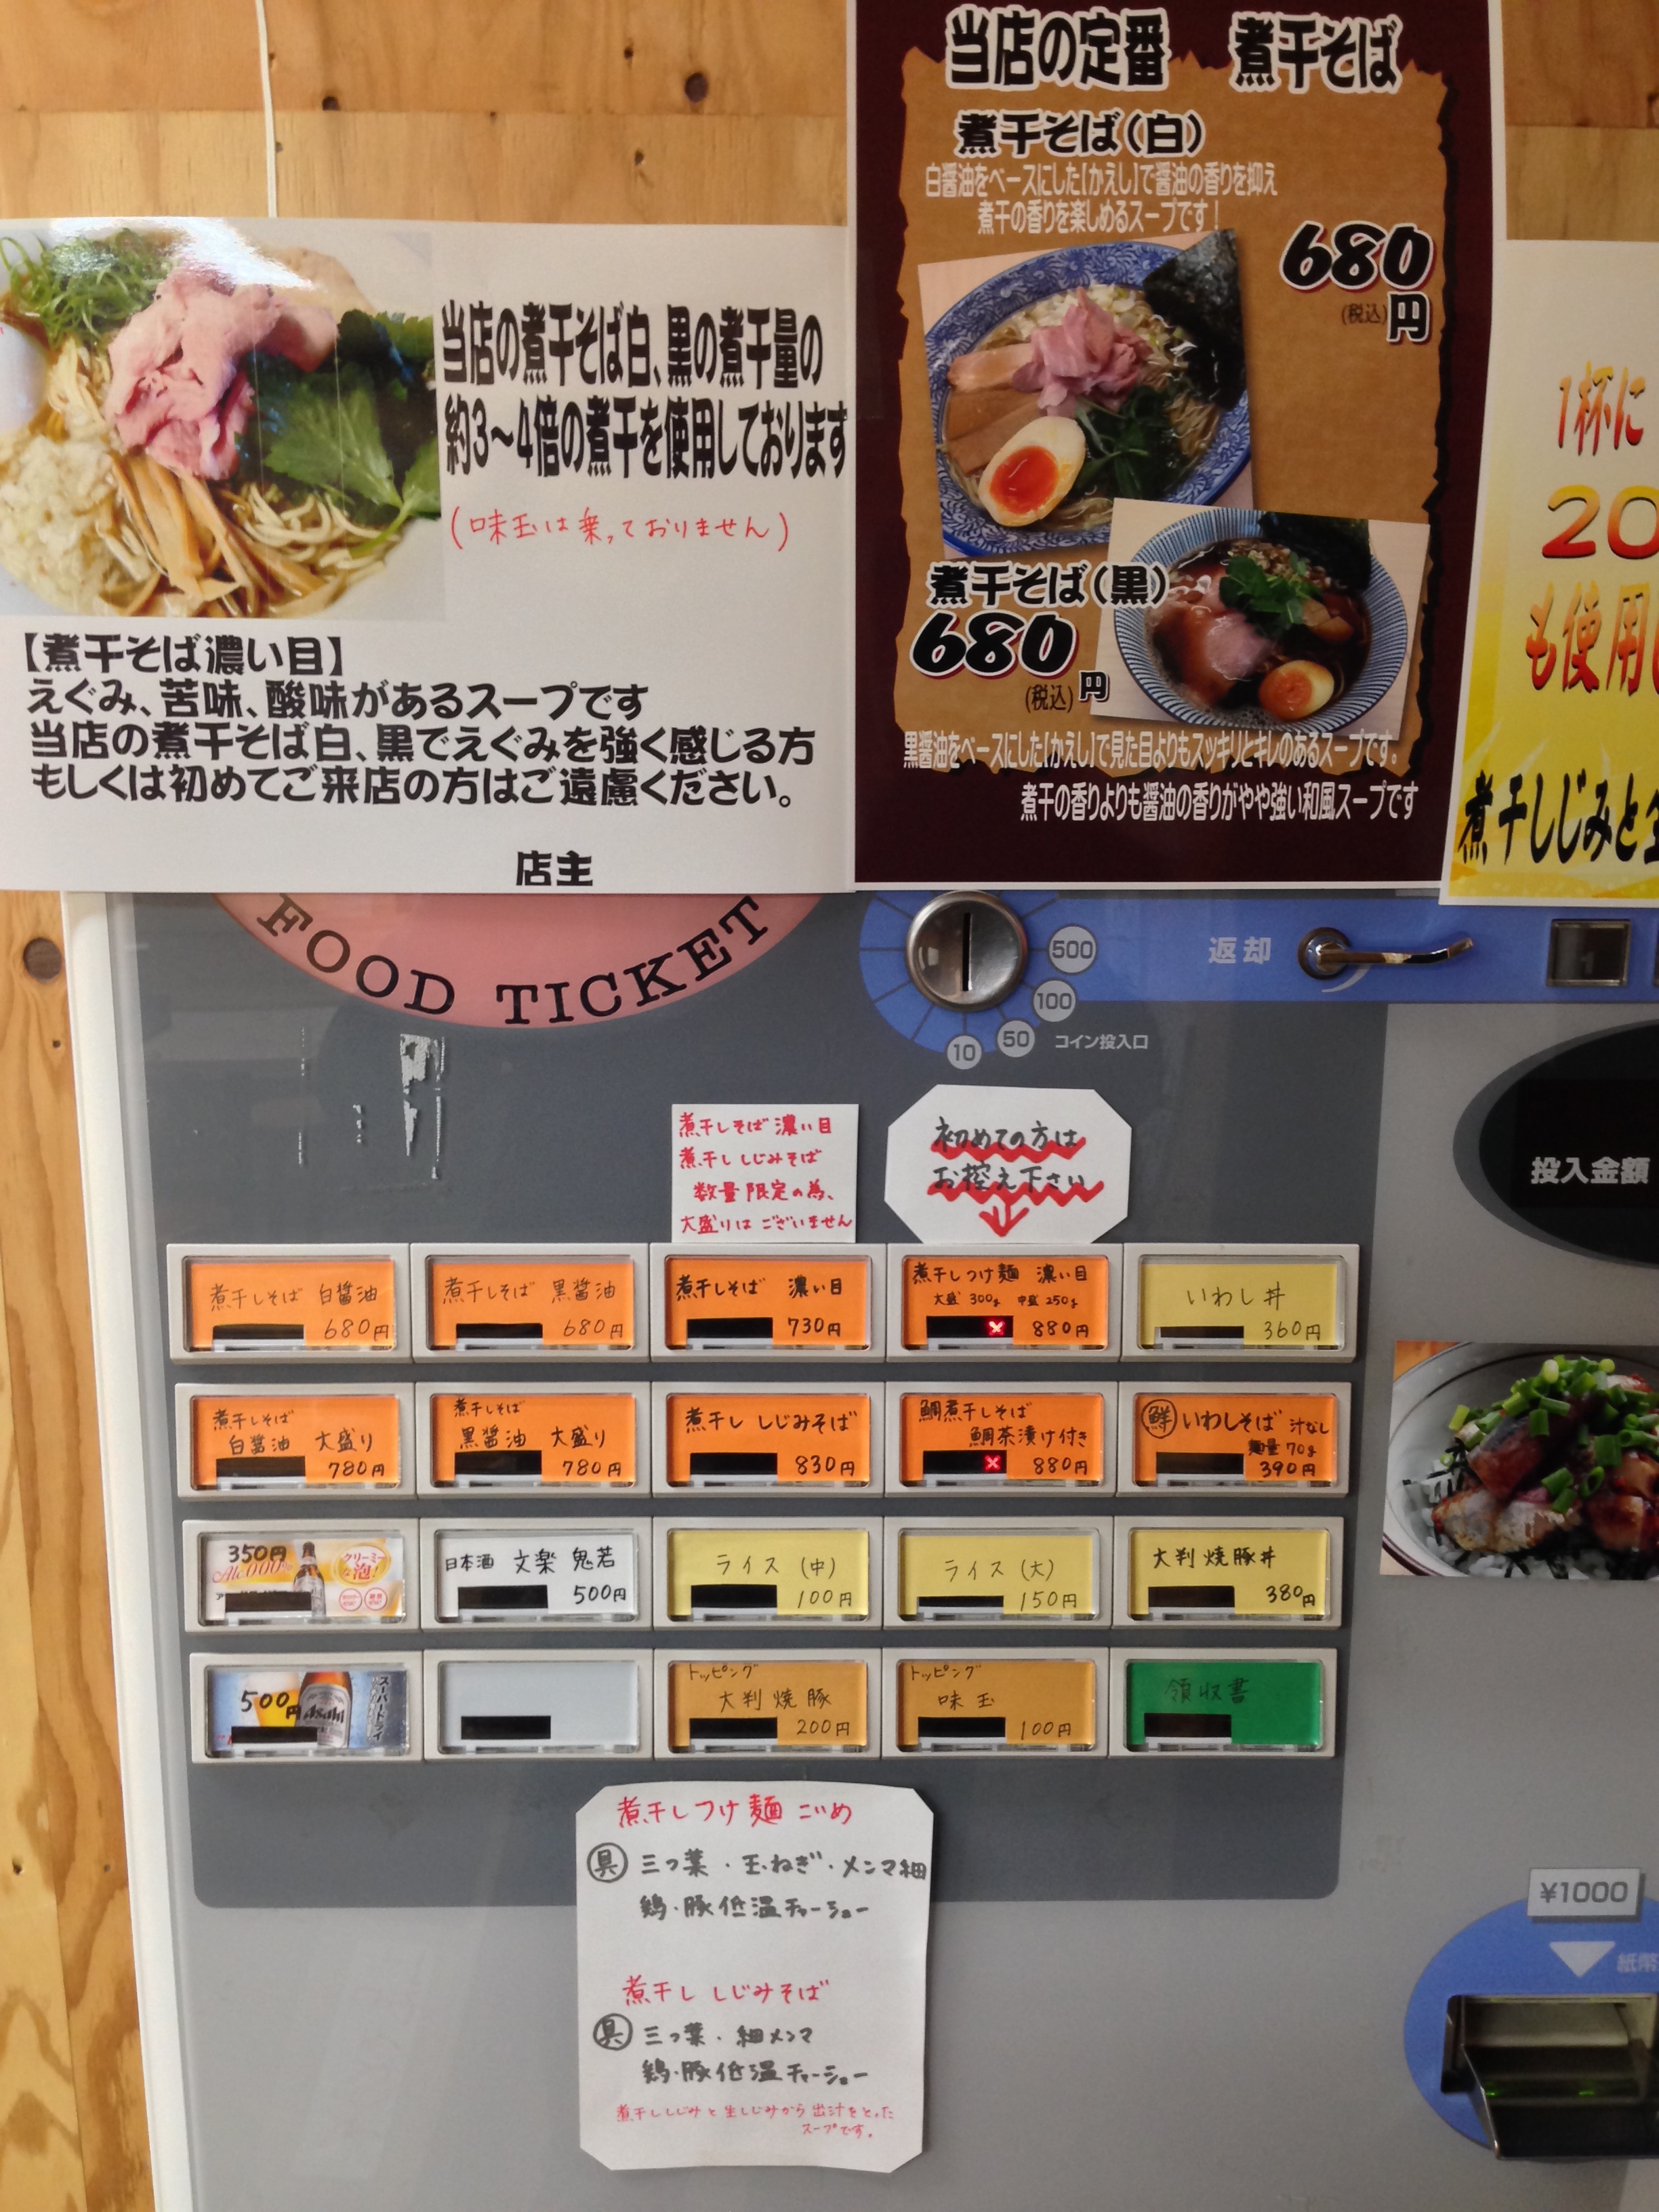 当店の定番 煮干そば
煮干そば(白)
白醤油をベースにした[かえし]で醤油の香りを抑え
煮干の香りを楽しめるスープです!
680
(税込)円
煮干そば(黒)
680
(税込)円
黒醤油をベースにした[かえし]で見た目よりもスッキリとキレのあるスープです。
煮干の香りよりも醤油の香りがやや強い和風スープです
当店の煮干そば白、黒の煮干量の
約3〜4倍の煮干を使用しております
(味玉は乗っておりません)
【煮干そば濃い目】
えぐみ、苦味、酸味があるスープです
当店の煮干そば白、黒でえぐみを強く感じる方
もしくは初めてご来店の方はご遠慮ください。
店主
1杯に
20
も使用
煮干しじみと
FOOD TICKET
500
100
50
10
コイン投入口
返却
投入金額
煮干しそば 濃い目
煮干し しじみそば
数量限定の為、
大盛りは ございません
初めての方は
お控え下さい
煮干しそば 白醤油
680円
煮干しそば 黒醤油
680円
煮干しそば 濃い目
730円
煮干しつけ麺 濃い目
大盛 300g 中盛 250g
880円
いわし丼
360円
煮干しそば
白醤油 大盛り
780円
煮干しそば
黒醤油 大盛り
780円
煮干し しじみそば
830円
鯛煮干しそば
鯛茶漬け付き
880円
鮮 いわしそば 汁なし
麺量 70g
390円
350円
Alc.0.00%
クリーミーな泡!
日本酒 文楽 鬼若
500円
ライス (中)
100円
ライス (大)
150円
大判焼豚丼
380円
500円
Asahi
スーパードライ
トッピング
大判焼豚
200円
トッピング
味玉
100円
領収書
煮干しつけ麺 こいめ
具 三つ葉・玉ねぎ・メンマ細
鶏・豚低温チャーシュー
煮干し しじみそば
具 三つ葉・細メンマ
鶏・豚低温チャーシュー
煮干ししじみと生しじみから出汁をとった
スープです。
¥1000
紙幣